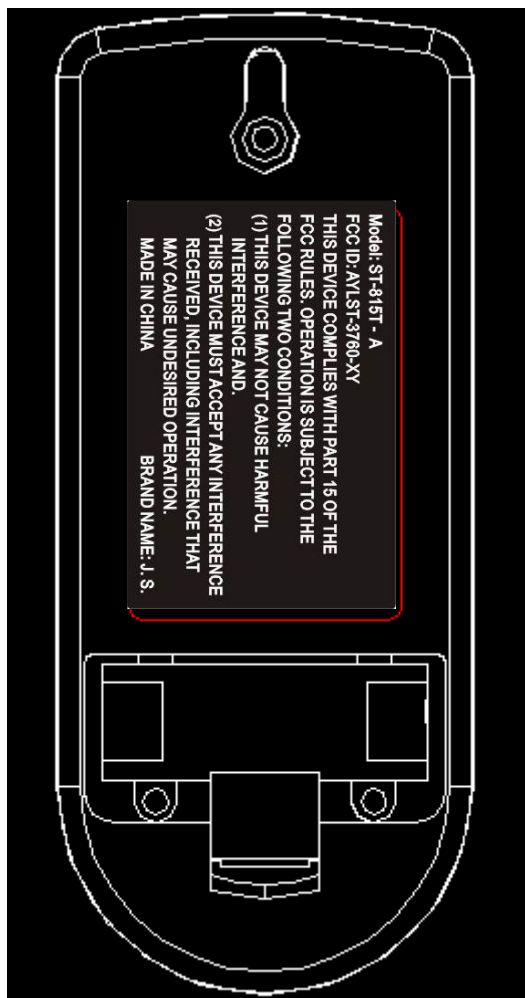 Model: ST-815T - A
FCC ID: AYLST-3760-XY
THIS DEVICE COMPLIES WITH PART 15 OF THE
FCC RULES. OPERATION IS SUBJECT TO THE
FOLLOWING TWO CONDITIONS:
(1) THIS DEVICE MAY NOT CAUSE HARMFUL
INTERFERENCE AND.
(2) THIS DEVICE MUST ACCEPT ANY INTERFERENCE
RECEIVED, INCLUDING INTERFERENCE THAT
MAY CAUSE UNDESIRED OPERATION.
MADE IN CHINA BRAND NAME: J. S.